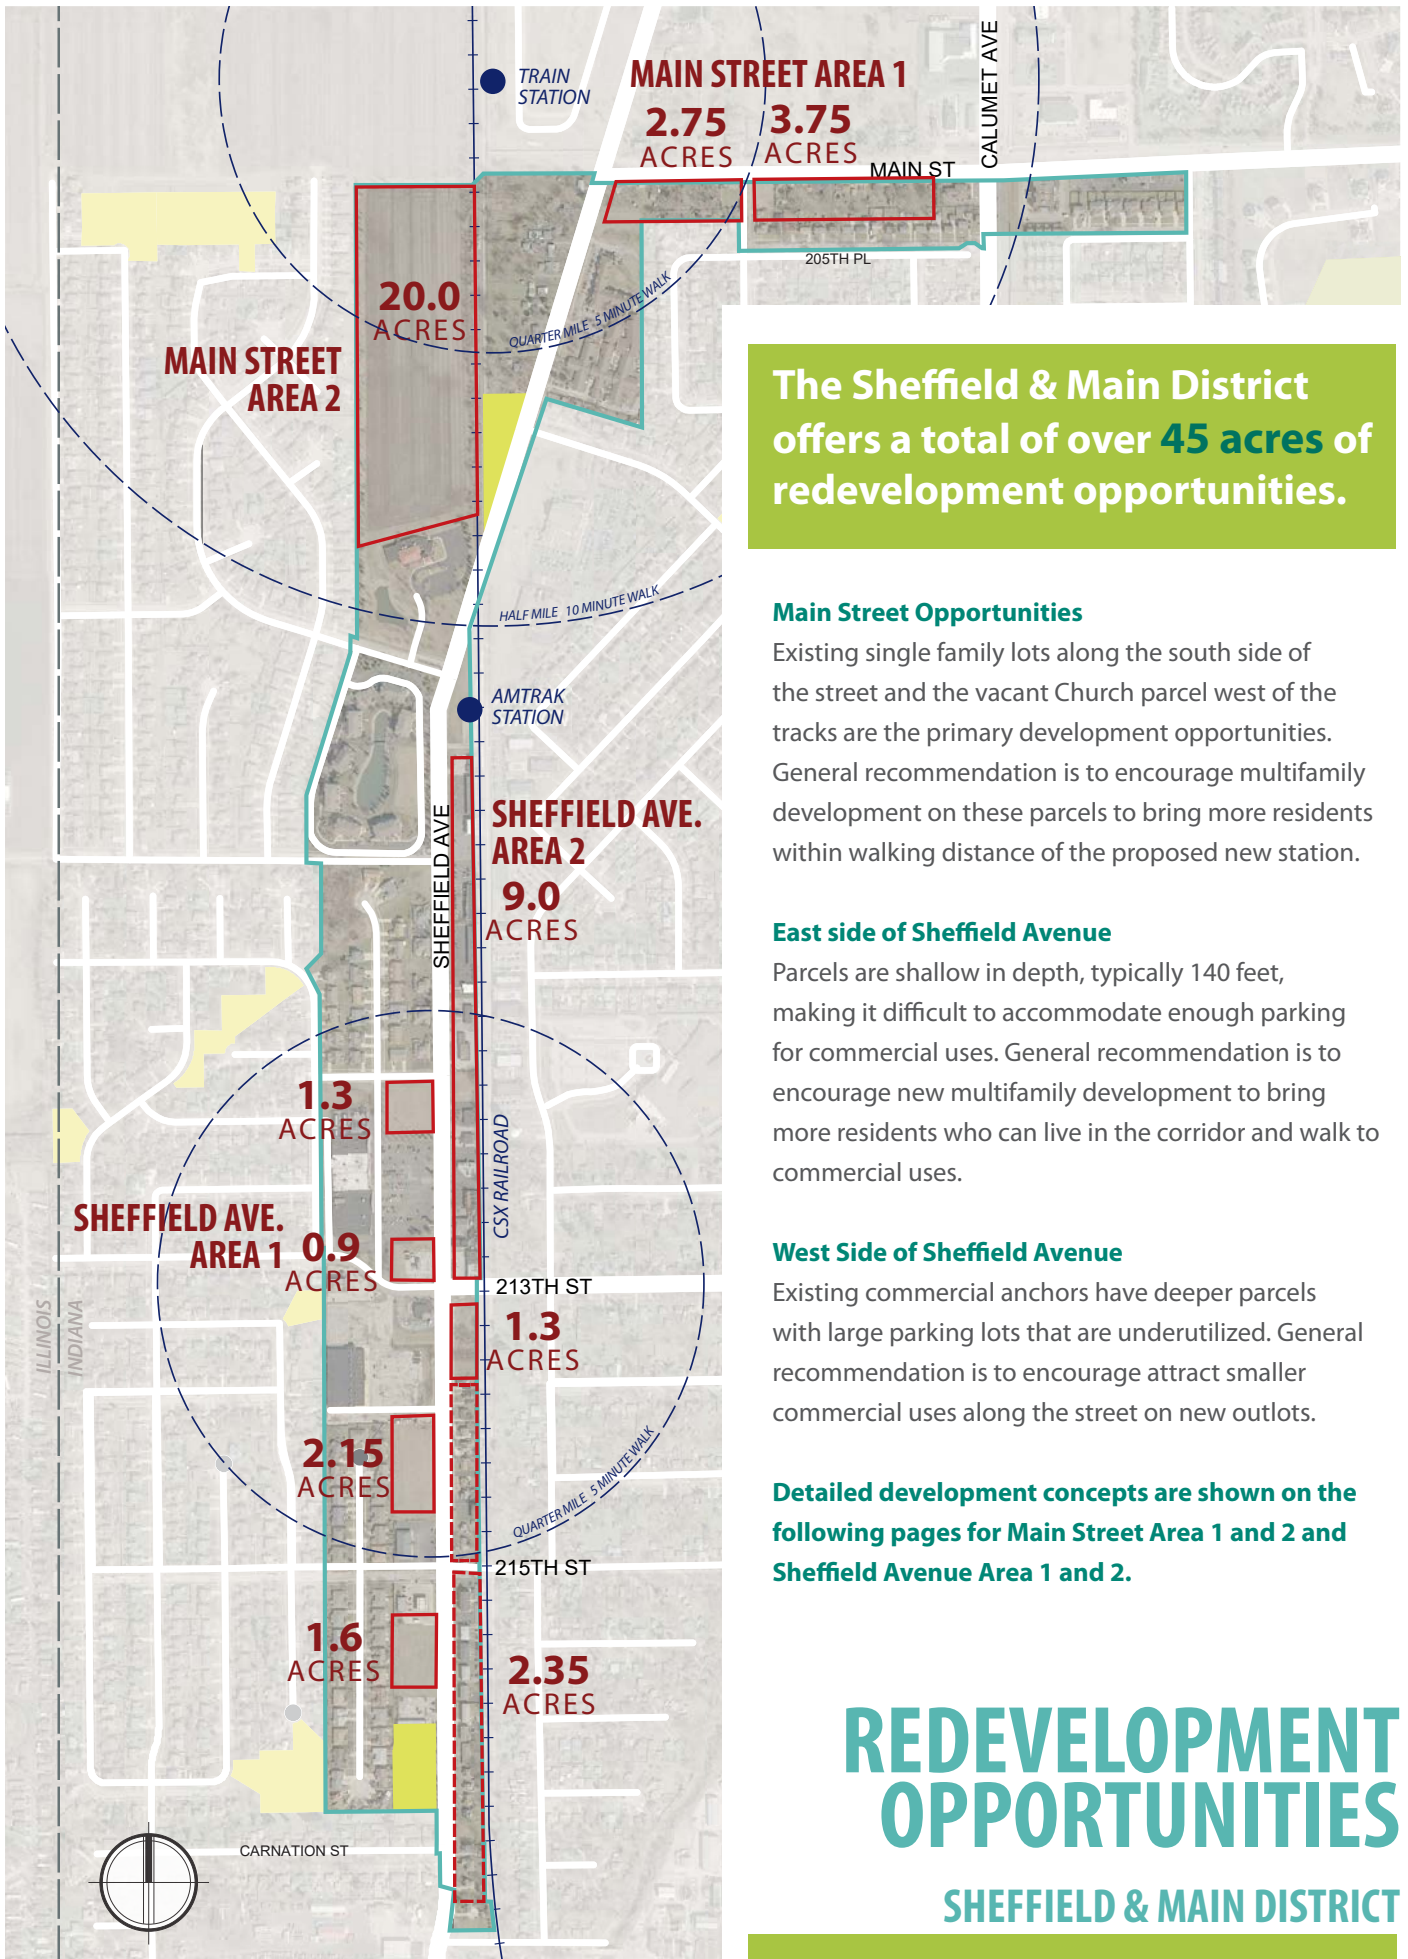 TRAIN
STATION
MAIN STREET AREA 1
2.75
ACRES
3.75
ACRES
CALUMET AVE
MAIN ST
205TH PL
20.0
ACRES
QUARTER MILE 5 MINUTE WALK
MAIN STREET
AREA 2
HALF MILE 10 MINUTE WALK
AMTRAK
STATION
SHEFFIELD AVE
SHEFFIELD AVE.
AREA 2
9.0
ACRES
1.3
ACRES
CSX RAILROAD
SHEFFIELD AVE.
AREA 1
0.9
ACRES
213TH ST
ILLINOIS
INDIANA
1.3
ACRES
2.15
ACRES
QUARTER MILE 5 MINUTE WALK
215TH ST
1.6
ACRES
2.35
ACRES
CARNATION ST
The Sheffield & Main District
offers a total of over 45 acres of
redevelopment opportunities.
Main Street Opportunities
Existing single family lots along the south side of
the street and the vacant Church parcel west of the
tracks are the primary development opportunities.
General recommendation is to encourage multifamily
development on these parcels to bring more residents
within walking distance of the proposed new station.
East side of Sheffield Avenue
Parcels are shallow in depth, typically 140 feet,
making it difficult to accommodate enough parking
for commercial uses. General recommendation is to
encourage new multifamily development to bring
more residents who can live in the corridor and walk to
commercial uses.
West Side of Sheffield Avenue
Existing commercial anchors have deeper parcels
with large parking lots that are underutilized. General
recommendation is to encourage attract smaller
commercial uses along the street on new outlots.
Detailed development concepts are shown on the
following pages for Main Street Area 1 and 2 and
Sheffield Avenue Area 1 and 2.
REDEVELOPMENT
OPPORTUNITIES
SHEFFIELD & MAIN DISTRICT